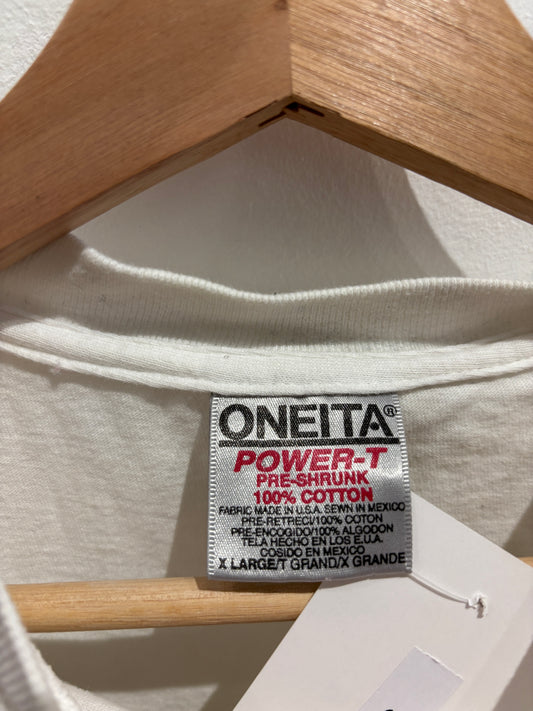 ONEITA®
POWER-T
PRE-SHRUNK
100% COTTON
FABRIC MADE IN U.S.A. SEWN IN MEXICO
PRE-RETRECI/100% COTON
PRE-ENCOGIDO/100% ALGODON
TELA HECHO EN LOS E.U.A.
COSIDO EN MEXICO
X LARGE/T GRAND/X GRANDE